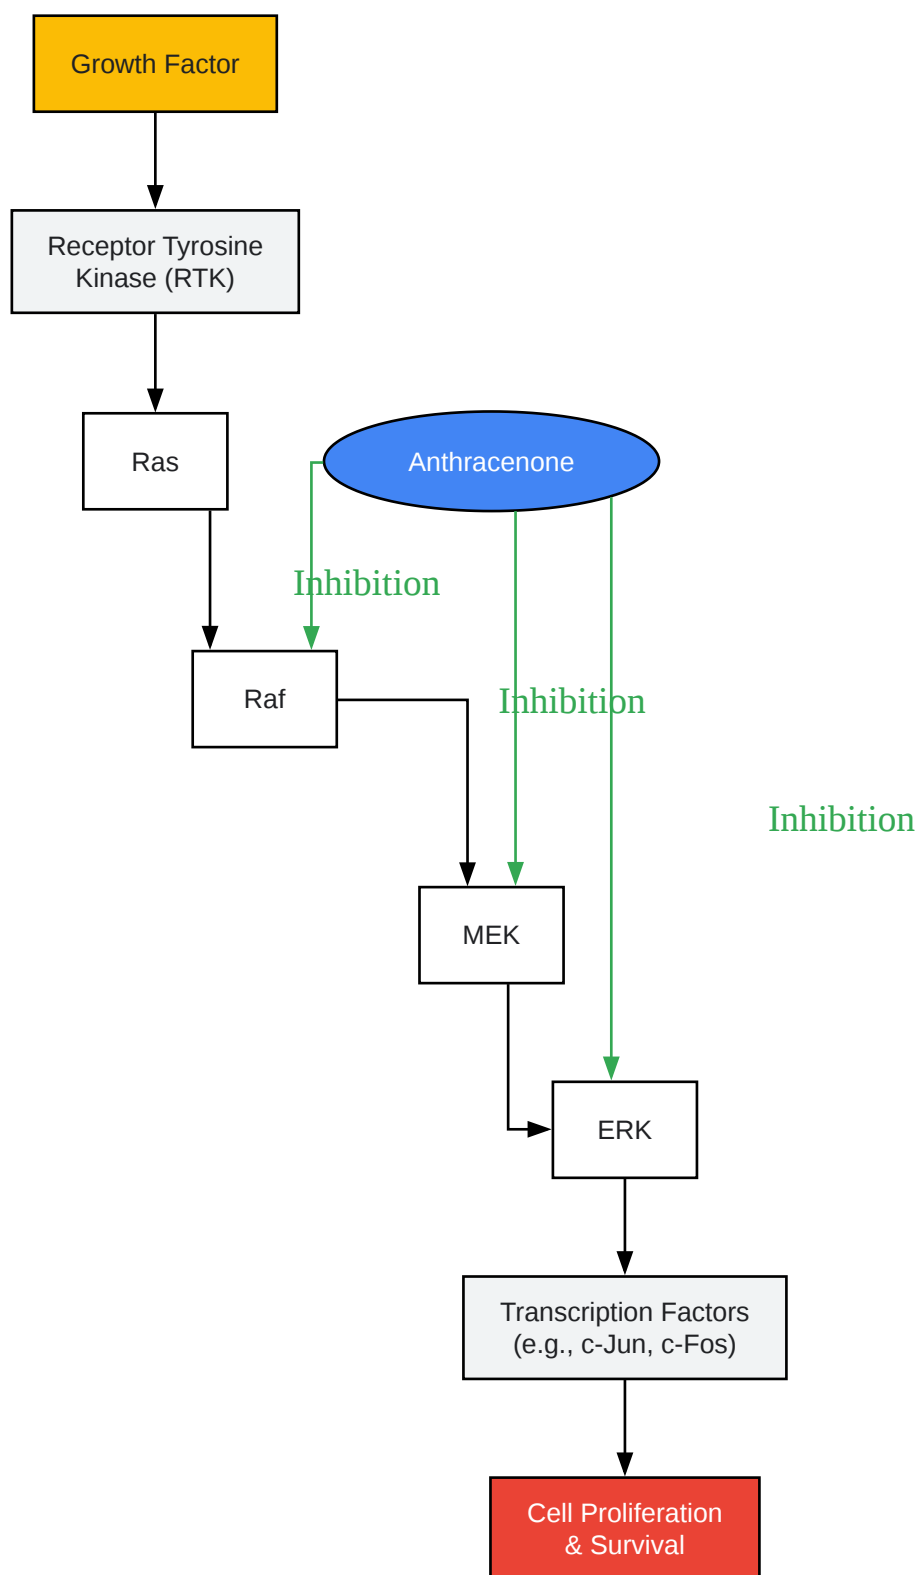 Growth Factor
Receptor Tyrosine
Kinase (RTK)
Ras
Anthracenone
Inhibition
Raf
Inhibition
Inhibition
MEK
ERK
Transcription Factors
(e.g., c-Jun, c-Fos)
Cell Proliferation
& Survival